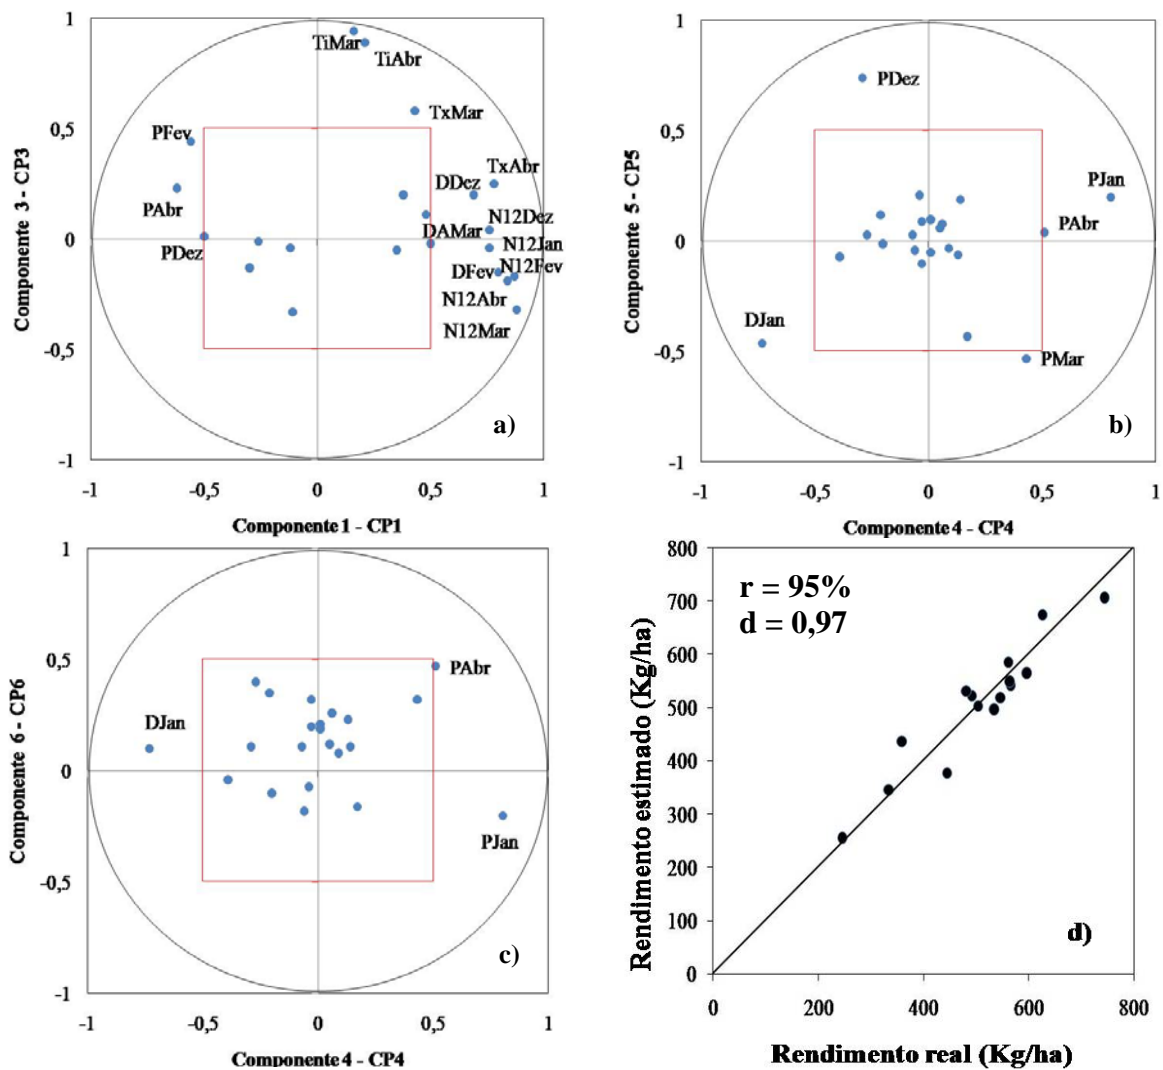 1
0,5
0
-0,5
-1
Componente 3 - CP3
TiMar
TiAbr
TxMar
PFev
TxAbr
DDez
PAbr
N12Dez
DAMar
PDez
N12Jan
DFev
N12Fev
N12Abr
N12Mar
a)
-1
-0,5
0
0,5
1
Componente 1 - CP1
1
0,5
0
-0,5
-1
Componente 5 - CP5
PDez
PJan
PAbr
DJan
PMar
b)
-1
-0,5
0
0,5
1
Componente 4 - CP4
1
0,5
0
-0,5
-1
Componente 6 - CP6
PAbr
DJan
PJan
c)
-1
-0,5
0
0,5
1
Componente 4 - CP4
800
700
600
500
400
300
200
100
0
Rendimento estimado (Kg/ha)
r = 95%
d = 0,97
d)
0
200
400
600
800
Rendimento real (Kg/ha)